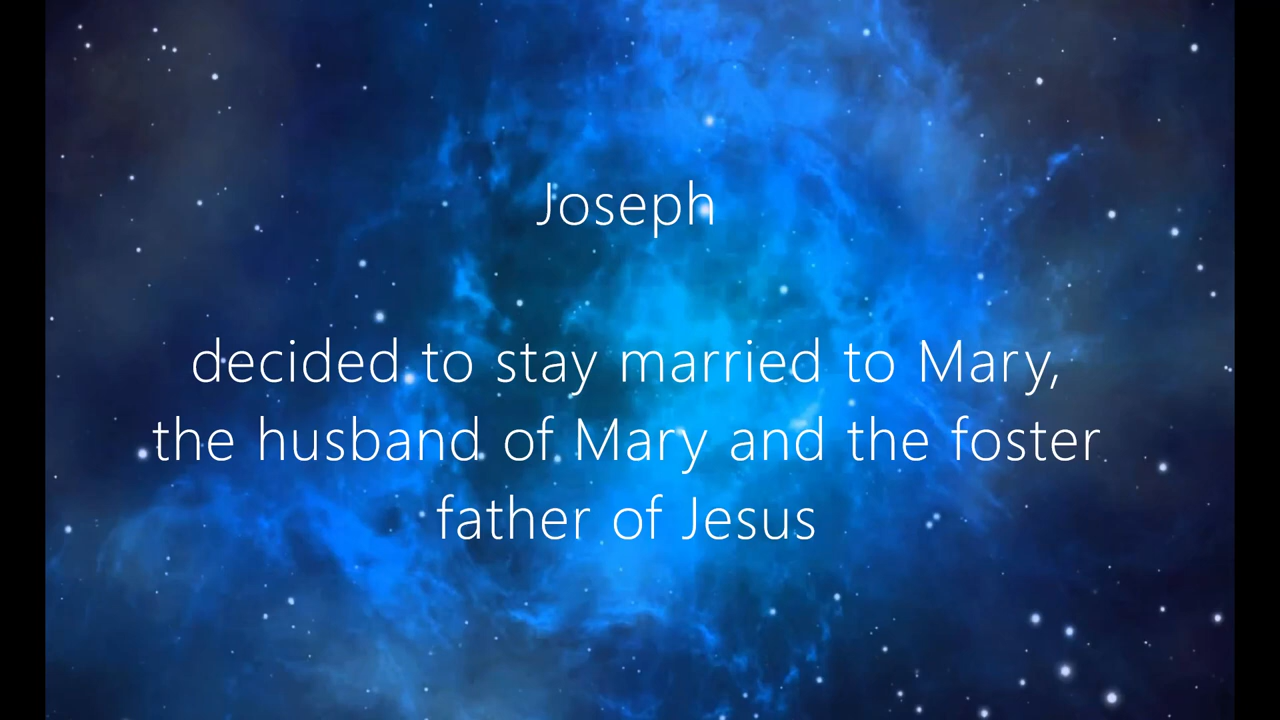 Joseph
decided to stay married to Mary,
the husband of Mary and the foster
father of Jesus